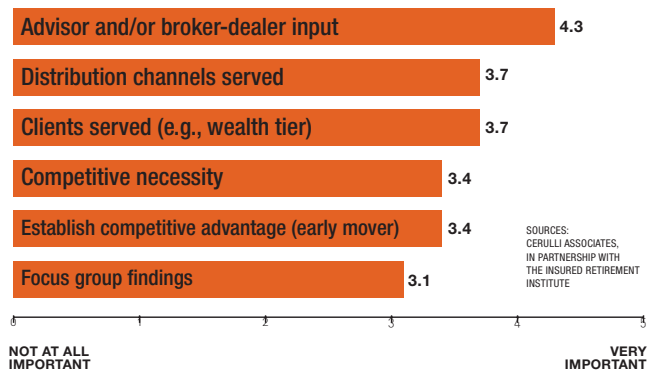 Advisor and/or broker-dealer input 4.3
Distribution channels served 3.7
Clients served (e.g., wealth tier) 3.7
Competitive necessity 3.4
Establish competitive advantage (early mover) 3.4
Focus group findings 3.1
SOURCES:
CERULLI ASSOCIATES,
IN PARTNERSHIP WITH
THE INSURED RETIREMENT
INSTITUTE
0 1 2 3 4 5
NOT AT ALL
IMPORTANT
VERY
IMPORTANT